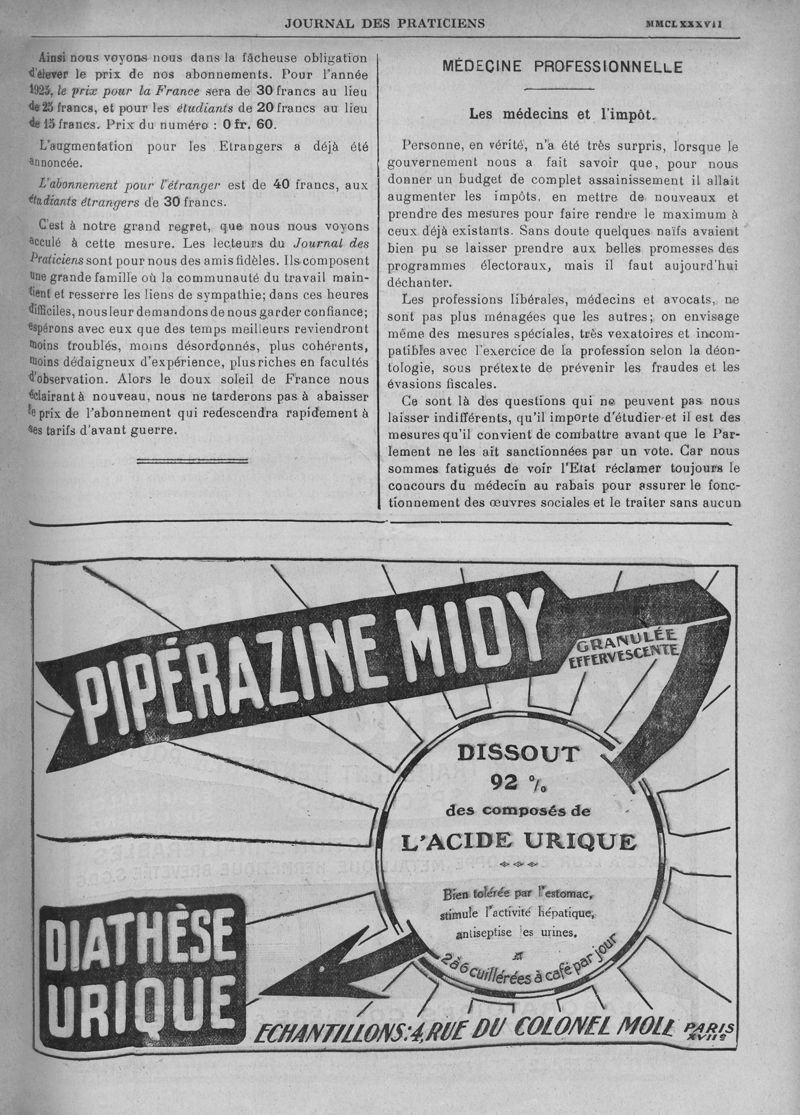 JOURNAL DES PRATICIENS
MMCLXXXVII
Ainsi nous voyons nous dans la fâcheuse obligation
d'élever le prix de nos abonnements. Pour l'année
1925, le prix pour la France sera de 30 francs au lieu
de 25 francs, et pour les étudiants de 20 francs au lieu
de 15 francs. Prix du numéro : 0 fr. 60.
L'augmentation pour les Etrangers a déjà été
annoncée.
L'abonnement pour l'étranger est de 40 francs, aux
étudiants étrangers de 30 francs.
C'est à notre grand regret, que nous nous voyons
acculé à cette mesure. Les lecteurs du Journal des
Praticiens sont pour nous des amis fidèles. Ils composent
une grande famille où la communauté du travail main-
tient et resserre les liens de sympathie; dans ces heures
difficiles, nous leur demandons de nous garder confiance;
espérons avec eux que des temps meilleurs reviendront
moins troublés, moins désordonnés, plus cohérents,
moins dédaigneux d'expérience, plus riches en facultés
d'observation. Alors le doux soleil de France nous
éclairant à nouveau, nous ne tarderons pas à abaisser
le prix de l'abonnement qui redescendra rapidement à
ses tarifs d'avant guerre.
MÉDECINE PROFESSIONNELLE
Les médecins et l'impôt.
Personne, en vérité, n'a été très surpris, lorsque le
gouvernement nous a fait savoir que, pour nous
donner un budget de complet assainissement il allait
augmenter les impôts, en mettre de nouveaux et
prendre des mesures pour faire rendre le maximum à
ceux déjà existants. Sans doute quelques naïfs avaient
bien pu se laisser prendre aux belles promesses des
programmes électoraux, mais il faut aujourd'hui
déchanter.
Les professions libérales, médecins et avocats, ne
sont pas plus ménagées que les autres; on envisage
même des mesures spéciales, très vexatoires et incom-
patibles avec l'exercice de la profession selon la déon-
tologie, sous prétexte de prévenir les fraudes et les
évasions fiscales.
Ce sont là des questions qui ne peuvent pas nous
laisser indifférents, qu'il importe d'étudier et il est des
mesures qu'il convient de combattre avant que le Par-
lement ne les ait sanctionnées par un vote. Car nous
sommes fatigués de voir l'Etat réclamer toujours le
concours du médecin au rabais pour assurer le fonc-
tionnement des œuvres sociales et le traiter sans aucun
PIPÉRAZINE MIDY
GRANULÉE
EFFERVESCENTE
DISSOUT
92 %
des composés de
L'ACIDE URIQUE
Bien tolérée par l'estomac,
stimule l'activité hépatique,
antiseptise les urines.
2 à 6 cuillérées à café par jour
DIATHÈSE
URIQUE
ECHANTILLONS: 4, RUE DU COLONEL MOLL PARIS
XVIIe